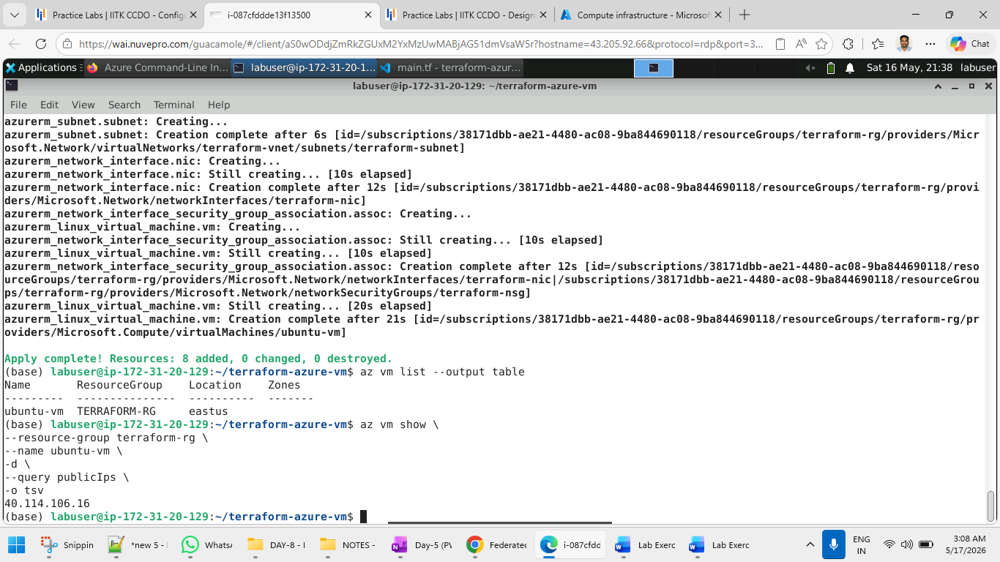 Practice Labs | IITK CCDO - Config
i-087cfddde13f13500
Practice Labs | IITK CCDO - Design
Compute infrastructure - Microsof
https://wai.nuvepro.com/guacamole/#/client/aS0wODdjZmRkZGUxM2YxMzUwMABjAG51dmVsaW5r?hostname=43.205.92.66&protocol=rdp&port=3...
Chat
Applications
Azure Command-Line In...
labuser@ip-172-31-20-1...
main.tf - terraform-azur...
Sat 16 May, 21:38
labuser
labuser@ip-172-31-20-129: ~/terraform-azure-vm
File Edit View Search Terminal Help
azurerm_subnet.subnet: Creating...
azurerm_subnet.subnet: Creation complete after 6s [id=/subscriptions/38171dbb-ae21-4480-ac08-9ba844690118/resourceGroups/terraform-rg/providers/Micr
osoft.Network/virtualNetworks/terraform-vnet/subnets/terraform-subnet]
azurerm_network_interface.nic: Creating...
azurerm_network_interface.nic: Still creating... [10s elapsed]
azurerm_network_interface.nic: Creation complete after 12s [id=/subscriptions/38171dbb-ae21-4480-ac08-9ba844690118/resourceGroups/terraform-rg/provi
ders/Microsoft.Network/networkInterfaces/terraform-nic]
azurerm_network_interface_security_group_association.assoc: Creating...
azurerm_linux_virtual_machine.vm: Creating...
azurerm_network_interface_security_group_association.assoc: Still creating... [10s elapsed]
azurerm_linux_virtual_machine.vm: Still creating... [10s elapsed]
azurerm_network_interface_security_group_association.assoc: Creation complete after 12s [id=/subscriptions/38171dbb-ae21-4480-ac08-9ba844690118/reso
urceGroups/terraform-rg/providers/Microsoft.Network/networkInterfaces/terraform-nic|/subscriptions/38171dbb-ae21-4480-ac08-9ba844690118/resourceGrou
ps/terraform-rg/providers/Microsoft.Network/networkSecurityGroups/terraform-nsg]
azurerm_linux_virtual_machine.vm: Still creating... [20s elapsed]
azurerm_linux_virtual_machine.vm: Creation complete after 21s [id=/subscriptions/38171dbb-ae21-4480-ac08-9ba844690118/resourceGroups/terraform-rg/pr
oviders/Microsoft.Compute/virtualMachines/ubuntu-vm]
Apply complete! Resources: 8 added, 0 changed, 0 destroyed.
(base) labuser@ip-172-31-20-129:~/terraform-azure-vm$ az vm list --output table
Name ResourceGroup Location Zones
--------- --------------- ---------- -------
ubuntu-vm TERRAFORM-RG eastus
(base) labuser@ip-172-31-20-129:~/terraform-azure-vm$ az vm show \
--resource-group terraform-rg \
--name ubuntu-vm \
-d \
--query publicIps \
-o tsv
40.114.106.16
(base) labuser@ip-172-31-20-129:~/terraform-azure-vm$
Snippin
*new 5 -
WhatsA
DAY-8 - I
NOTES -
Day-5 (PV
Federated
i-087cfdd
Lab Exerc
Lab Exerc
ENG
IN
3:08 AM
5/17/2026